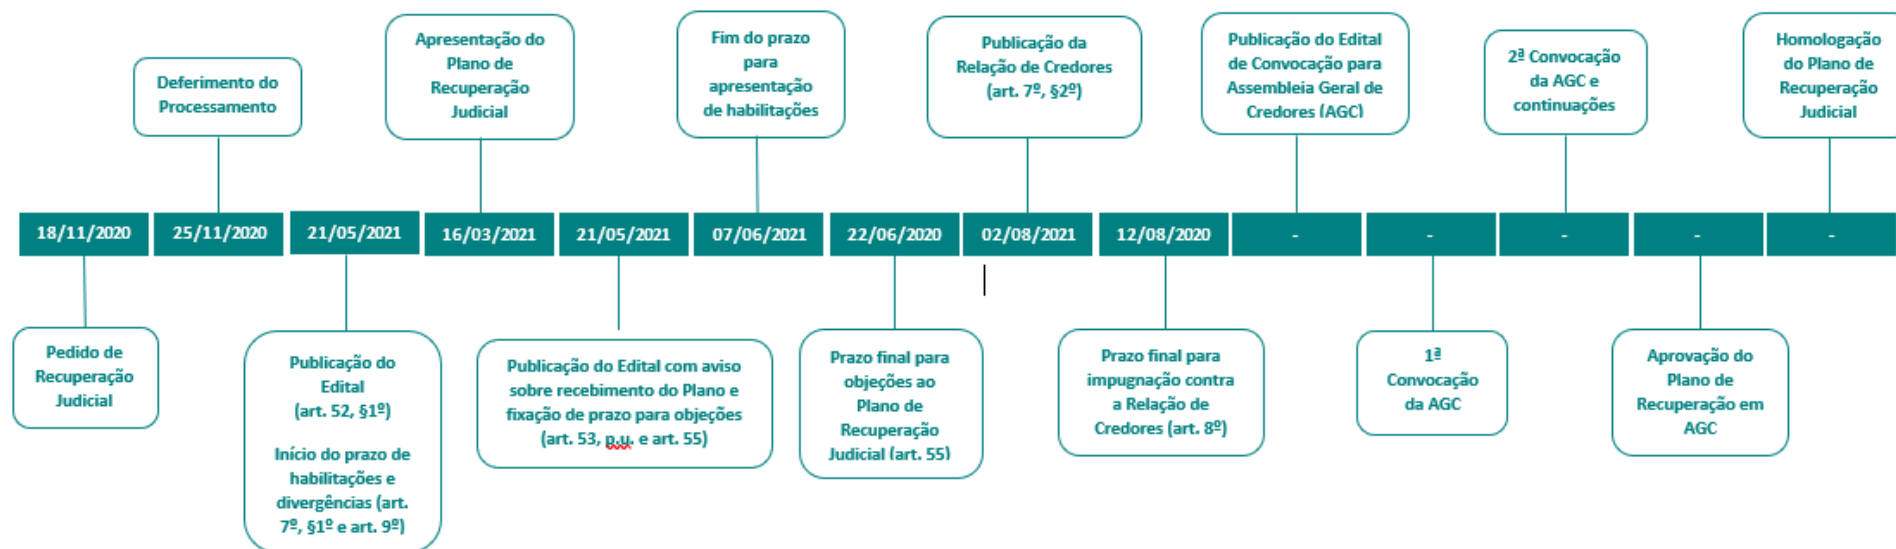 Apresentação do
Plano de
Recuperação
Judicial
Fim do prazo
para
apresentação
de habilitações
Publicação da
Relação de Credores
(art. 7º, §2º)
Publicação do Edital
de Convocação para
Assembleia Geral de
Credores (AGC)
2ª Convocação
da AGC e
continuações
Homologação
do Plano de
Recuperação
Judicial
Deferimento do
Processamento
18/11/2020
25/11/2020
21/05/2021
16/03/2021
21/05/2021
07/06/2021
22/06/2020
02/08/2021
12/08/2020
-
-
-
-
-
Pedido de
Recuperação
Judicial
Publicação do
Edital
(art. 52, §1º)
Início do prazo de
habilitações e
divergências (art.
7º, §1º e art. 9º)
Publicação do Edital com aviso
sobre recebimento do Plano e
fixação de prazo para objeções
(art. 53, p.u. e art. 55)
Prazo final para
objeções ao
Plano de
Recuperação
Judicial (art. 55)
Prazo final para
impugnação contra
a Relação de
Credores (art. 8º)
1ª
Convocação
da AGC
Aprovação do
Plano de
Recuperação em
AGC